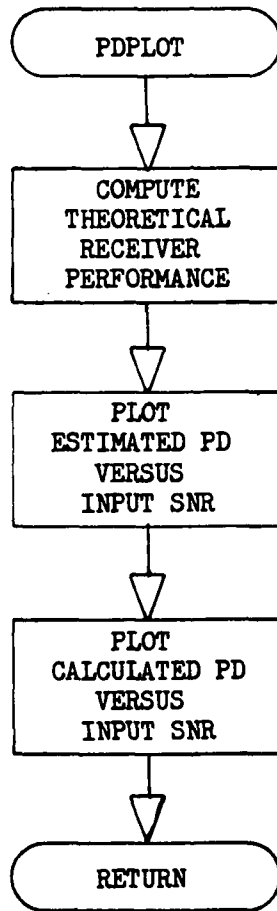 PDPLOT
COMPUTE
THEORETICAL
RECEIVER
PERFORMANCE
PLOT
ESTIMATED PD
VERSUS
INPUT SNR
PLOT
CALCULATED PD
VERSUS
INPUT SNR
RETURN